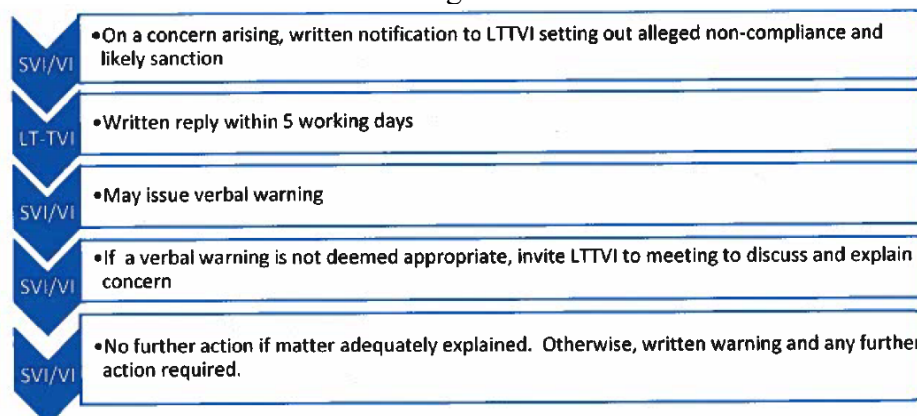 SVI/VI
•On a concern arising, written notification to LTTVI setting out alleged non-compliance and
likely sanction
LT-TVI
•Written reply within 5 working days
SVI/VI
•May issue verbal warning
SVI/VI
•If a verbal warning is not deemed appropriate, invite LTTVI to meeting to discuss and explain
concern
SVI/VI
•No further action if matter adequately explained. Otherwise, written warning and any further
action required.